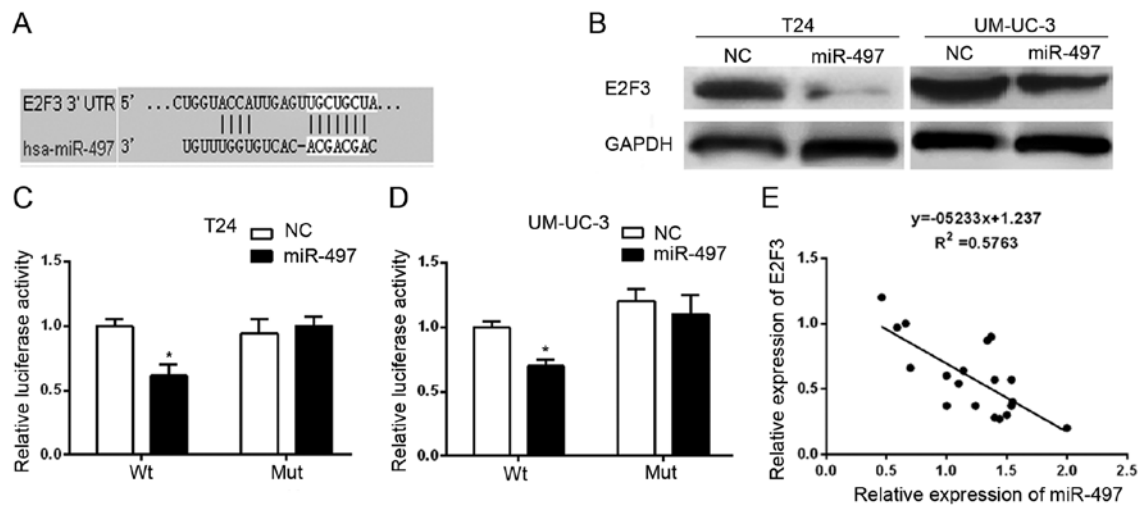 A
E2F3 3' UTR 5' ...CUGGUACCAUUGAGUUGCUGCUA...
hsa-miR-497 3' UGUUUGGUGUCAC-ACGACGAC
B
T24 UM-UC-3
NC miR-497 NC miR-497
E2F3
GAPDH
C
T24
NC
miR-497
Relative luciferase activity
1.5
1.0
0.5
0.0
*
Wt Mut
D
UM-UC-3
NC
miR-497
Relative luciferase activity
1.5
1.0
0.5
0.0
*
Wt Mut
E
y=-05233x+1.237
R² =0.5763
Relative expression of E2F3
1.5
1.0
0.5
0.0
0.0 0.5 1.0 1.5 2.0 2.5
Relative expression of miR-497